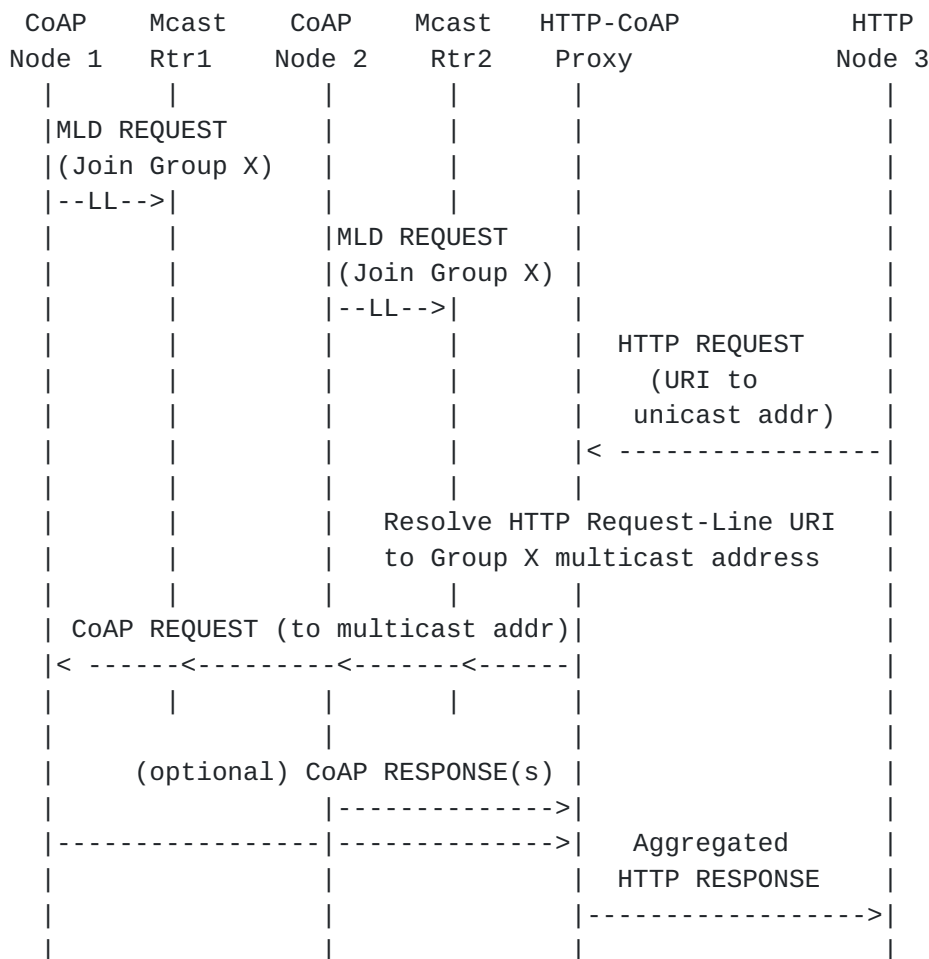 CoAP Mcast CoAP Mcast HTTP-CoAP HTTP
Node 1 Rtr1 Node 2 Rtr2 Proxy Node 3
MLD REQUEST
(Join Group X)
--LL-->
MLD REQUEST
(Join Group X)
--LL-->
HTTP REQUEST
(URI to
unicast addr)
< -----------------
Resolve HTTP Request-Line URI
to Group X multicast address
CoAP REQUEST (to multicast addr)
< ------<---------<-------<------
(optional) CoAP RESPONSE(s)
-------------->
-----------------|--------------> Aggregated
HTTP RESPONSE
------------------>